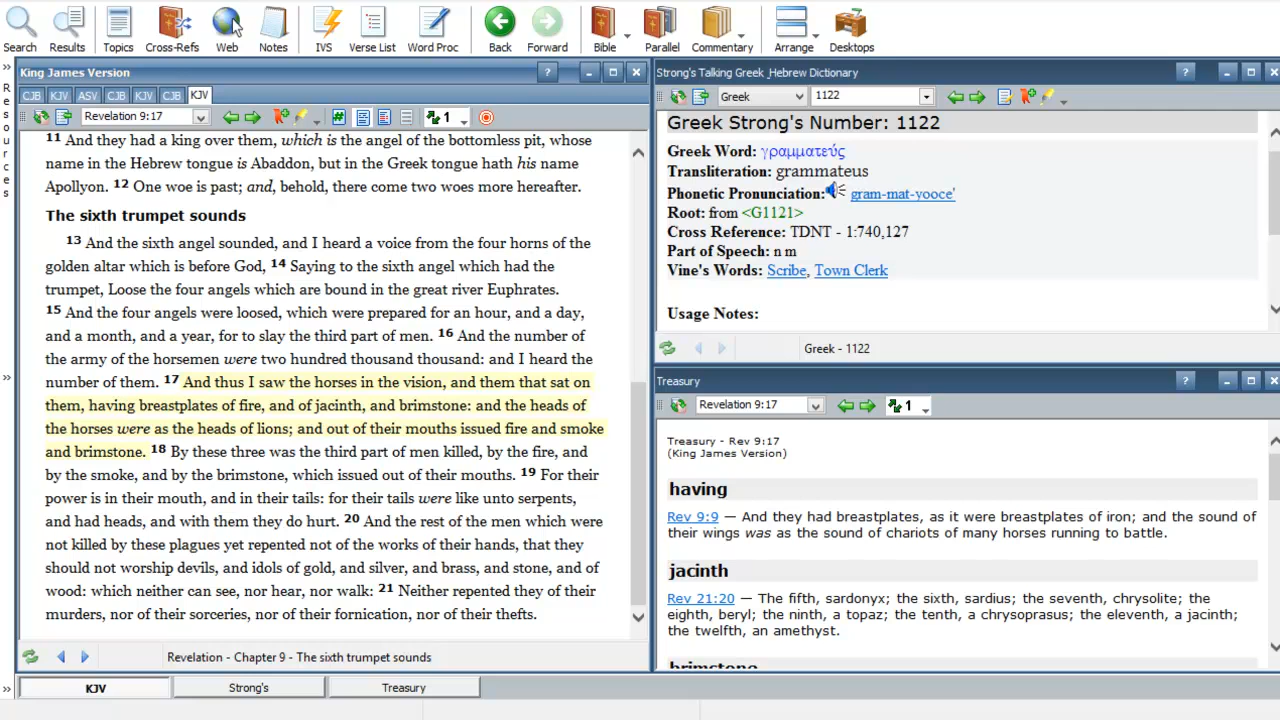 Search Results Topics Cross-Refs Web Notes IVS Verse List Word Proc Back Forward Bible Parallel Commentary Arrange Desktops
»
Resources
»
»
King James Version
CJB KJV ASV CJB KJV CJB KJV
Revelation 9:17
1
11 And they had a king over them, which is the angel of the bottomless pit, whose
name in the Hebrew tongue is Abaddon, but in the Greek tongue hath his name
Apollyon. 12 One woe is past; and, behold, there come two woes more hereafter.
The sixth trumpet sounds
13 And the sixth angel sounded, and I heard a voice from the four horns of the
golden altar which is before God, 14 Saying to the sixth angel which had the
trumpet, Loose the four angels which are bound in the great river Euphrates.
15 And the four angels were loosed, which were prepared for an hour, and a day,
and a month, and a year, for to slay the third part of men. 16 And the number of
the army of the horsemen were two hundred thousand thousand: and I heard the
number of them. 17 And thus I saw the horses in the vision, and them that sat on
them, having breastplates of fire, and of jacinth, and brimstone: and the heads of
the horses were as the heads of lions; and out of their mouths issued fire and smoke
and brimstone. 18 By these three was the third part of men killed, by the fire, and
by the smoke, and by the brimstone, which issued out of their mouths. 19 For their
power is in their mouth, and in their tails: for their tails were like unto serpents,
and had heads, and with them they do hurt. 20 And the rest of the men which were
not killed by these plagues yet repented not of the works of their hands, that they
should not worship devils, and idols of gold, and silver, and brass, and stone, and of
wood: which neither can see, nor hear, nor walk: 21 Neither repented they of their
murders, nor of their sorceries, nor of their fornication, nor of their thefts.
Revelation - Chapter 9 - The sixth trumpet sounds
KJV Strong's Treasury
Strong's Talking Greek Hebrew Dictionary
Greek 1122
Greek Strong's Number: 1122
Greek Word: γραμματεύς
Transliteration: grammateus
Phonetic Pronunciation: gram-mat-yooce'
Root: from <G1121>
Cross Reference: TDNT - 1:740,127
Part of Speech: n m
Vine's Words: Scribe, Town Clerk
Usage Notes:
Greek - 1122
Treasury
Revelation 9:17 1
Treasury - Rev 9:17
(King James Version)
having
Rev 9:9 — And they had breastplates, as it were breastplates of iron; and the sound of
their wings was as the sound of chariots of many horses running to battle.
jacinth
Rev 21:20 — The fifth, sardonyx; the sixth, sardius; the seventh, chrysolite; the
eighth, beryl; the ninth, a topaz; the tenth, a chrysoprasus; the eleventh, a jacinth;
the twelfth, an amethyst.
brimstone